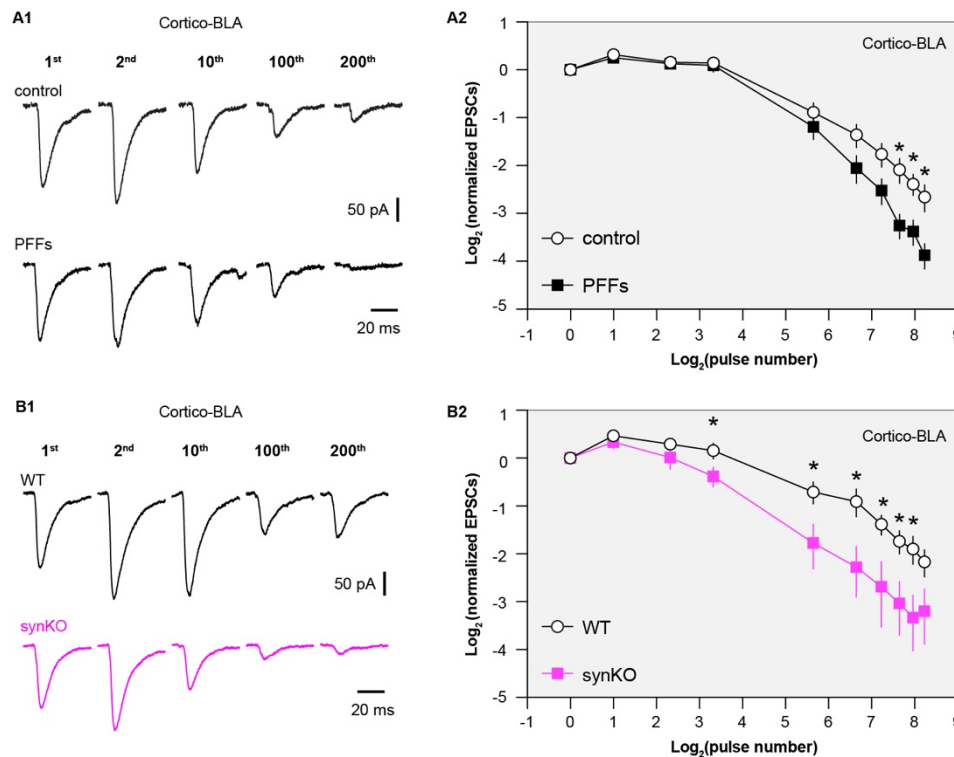 A1
Cortico-BLA
1st 2nd 10th 100th 200th
control
50 pA
PFFs
20 ms
A2
Cortico-BLA
Log2(normalized EPSCs)
1
0
-1
-2
-3
-4
-5
* * *
control
PFFs
-1 0 1 2 3 4 5 6 7 8 9
Log2(pulse number)
B1
Cortico-BLA
1st 2nd 10th 100th 200th
WT
50 pA
synKO
20 ms
B2
Cortico-BLA
Log2(normalized EPSCs)
1
0
-1
-2
-3
-4
-5
* * * * * *
WT
synKO
-1 0 1 2 3 4 5 6 7 8 9
Log2(pulse number)